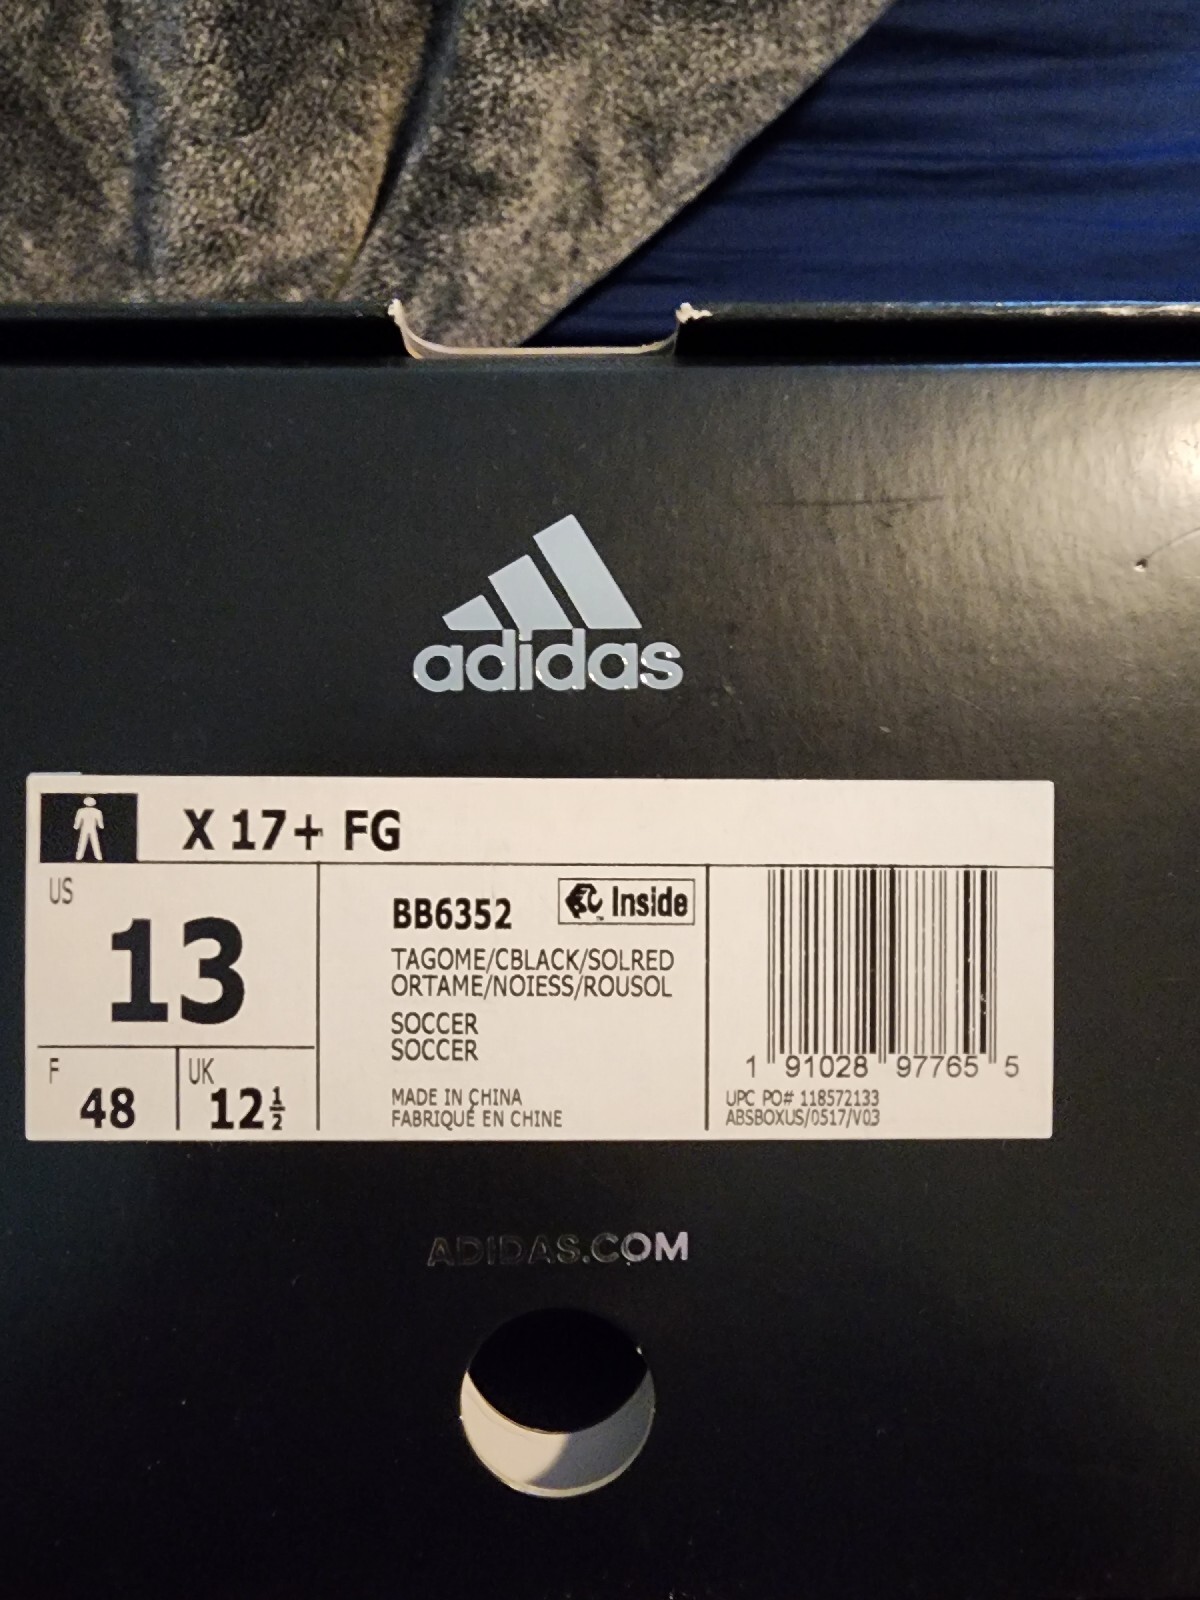 adidas
X 17+ FG
US
13
F
48
UK
12½
BB6352
Inside
TAGOME/CBLACK/SOLRED
ORTAME/NOIESS/ROUSOL
SOCCER
SOCCER
MADE IN CHINA
FABRIQUÉ EN CHINE
1 91028 97765 5
UPC PO# 118572133
ABSBOXUS/0517/V03
ADIDAS.COM